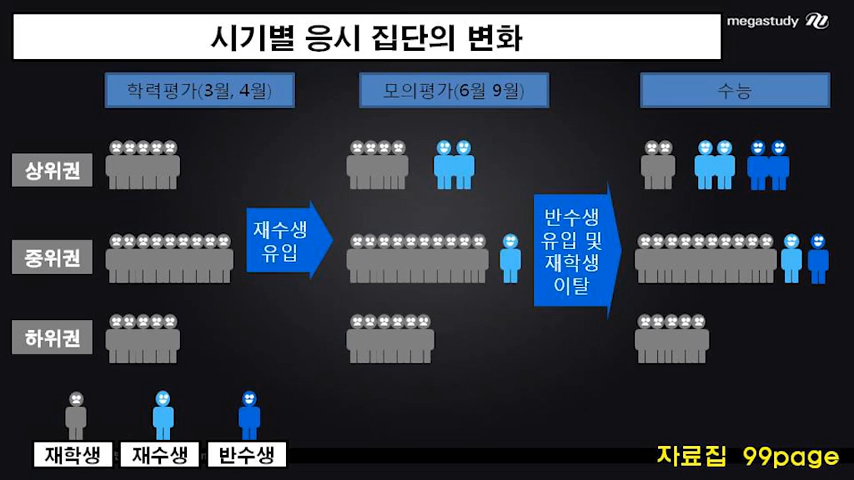 시기별 응시 집단의 변화
megastudy
학력평가(3월, 4월)
모의평가(6월 9월)
수능
상위권
재수생
유입
반수생
유입 및
재학생
이탈
중위권
하위권
재학생
재수생
반수생
자료집 99page